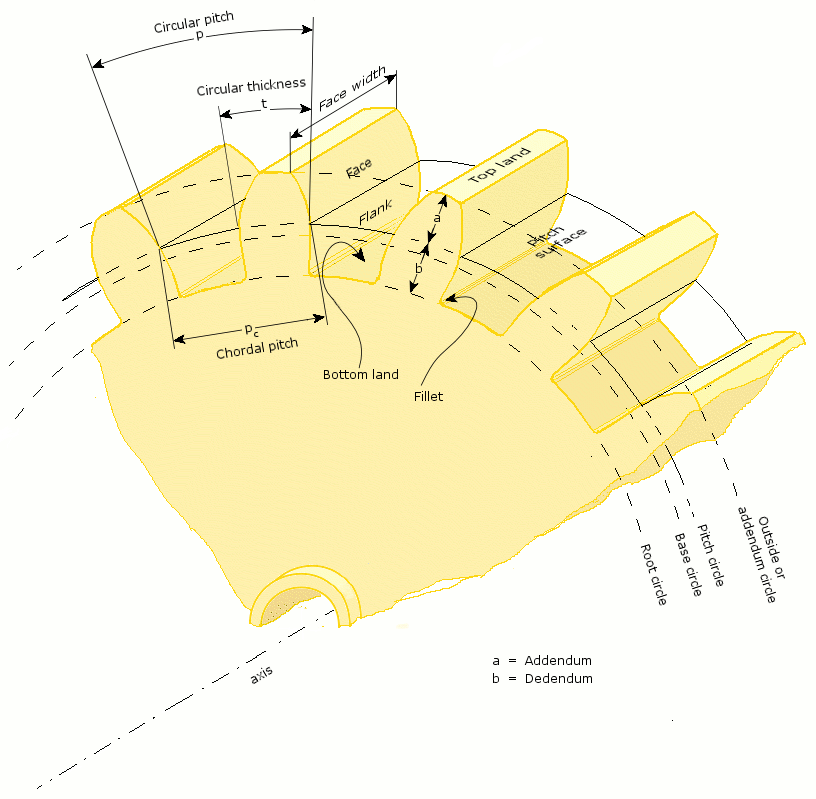 Circular pitch
p
Circular thickness
t
Face width
Face
Flank
Top land
a
b
Pitch
surface
pc
Chordal pitch
Bottom land
Fillet
Outside or
addendum circle
Pitch circle
Base circle
Root circle
axis
a = Addendum
b = Dedendum